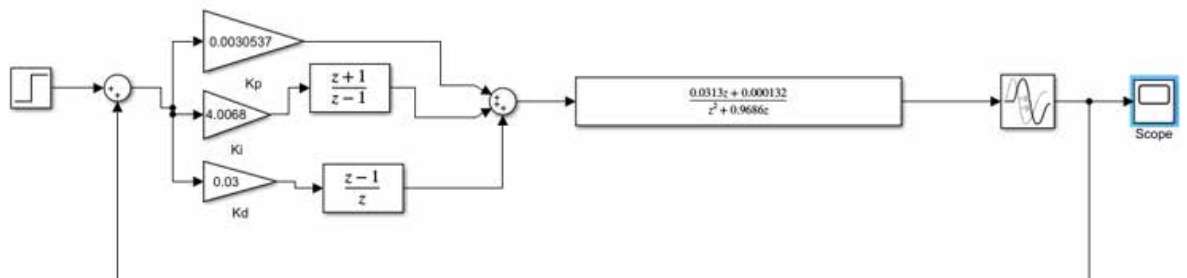 0.0030537
Kp
z + 1
z − 1
4.0068
Ki
0.03
Kd
z − 1
z
0.0313z + 0.000132
z² + 0.9686z
Scope